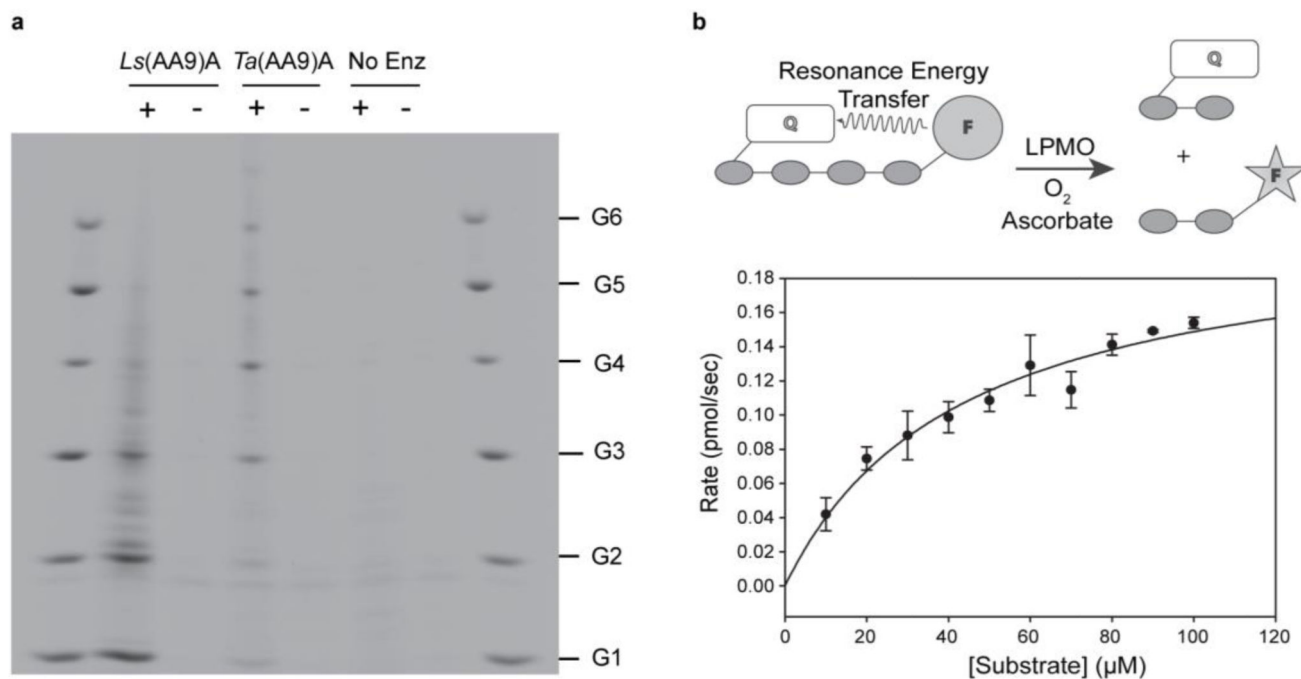 a
Ls(AA9)A Ta(AA9)A No Enz
+ - + - + -
G6
G5
G4
G3
G2
G1
b
Resonance Energy
Transfer
Q
F
LPMO
O2
Ascorbate
Q
+
F
0.18
0.16
0.14
0.12
0.10
0.08
0.06
0.04
0.02
0.00
Rate (pmol/sec)
0 20 40 60 80 100 120
[Substrate] (µM)